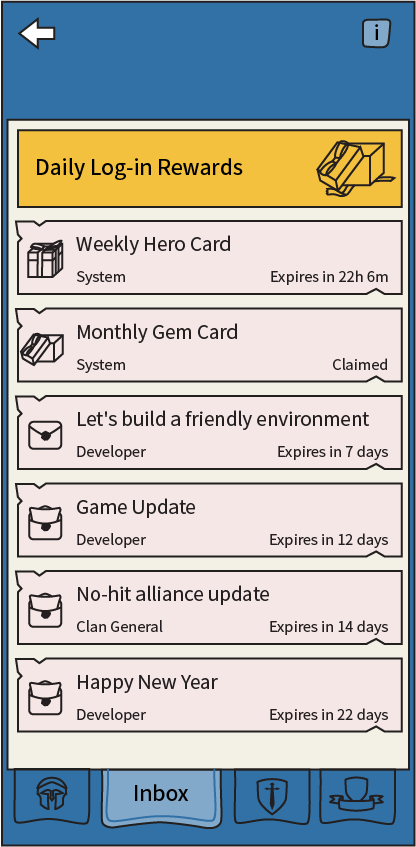 i
Daily Log-in Rewards
Weekly Hero Card
System Expires in 22h 6m
Monthly Gem Card
System Claimed
Let's build a friendly environment
Developer Expires in 7 days
Game Update
Developer Expires in 12 days
No-hit alliance update
Clan General Expires in 14 days
Happy New Year
Developer Expires in 22 days
Inbox